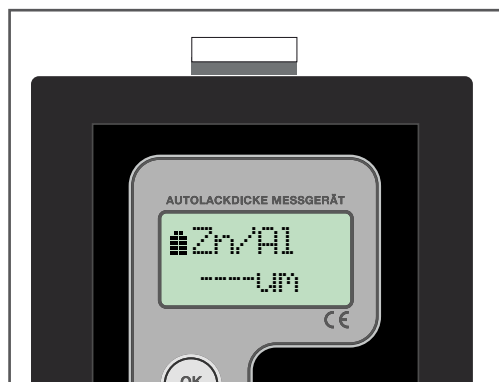 AUTOLACKDICKE MESSGERÄT
Zn/Al
----um
CE
OK